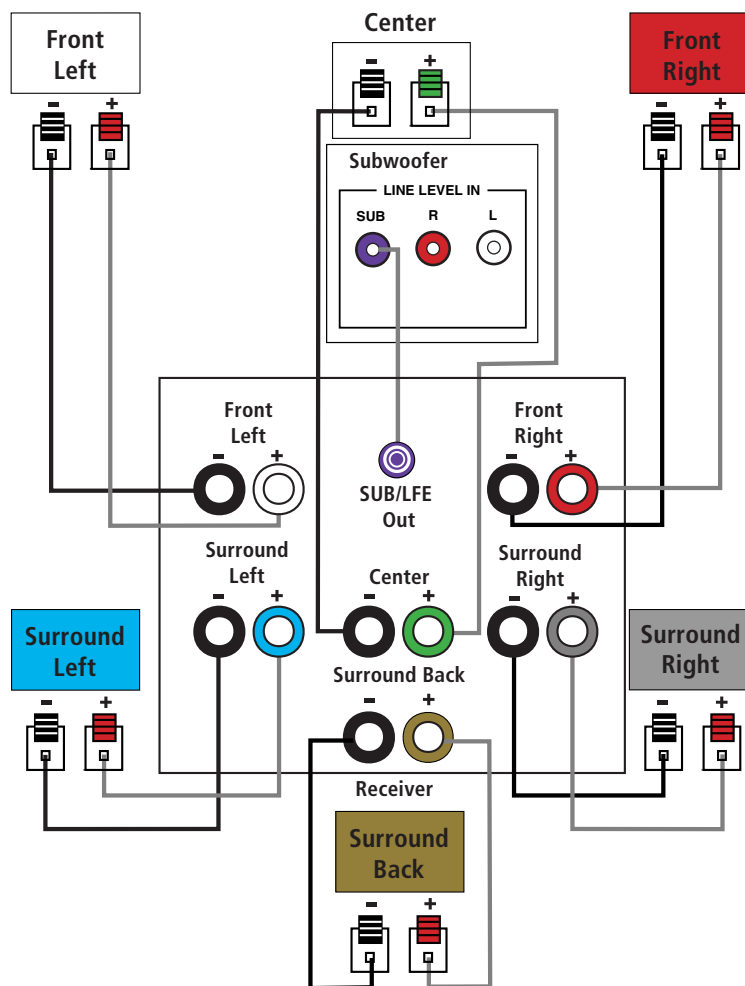 Front
Left
- +
Center
- +
Front
Right
- +
Subwoofer
LINE LEVEL IN
SUB R L
Front
Left
- +
SUB/LFE
Out
Front
Right
- +
Surround
Left
- +
Center
- +
Surround
Right
- +
Surround
Left
- +
Surround Back
- +
Surround
Right
- +
Receiver
Surround
Back
- +